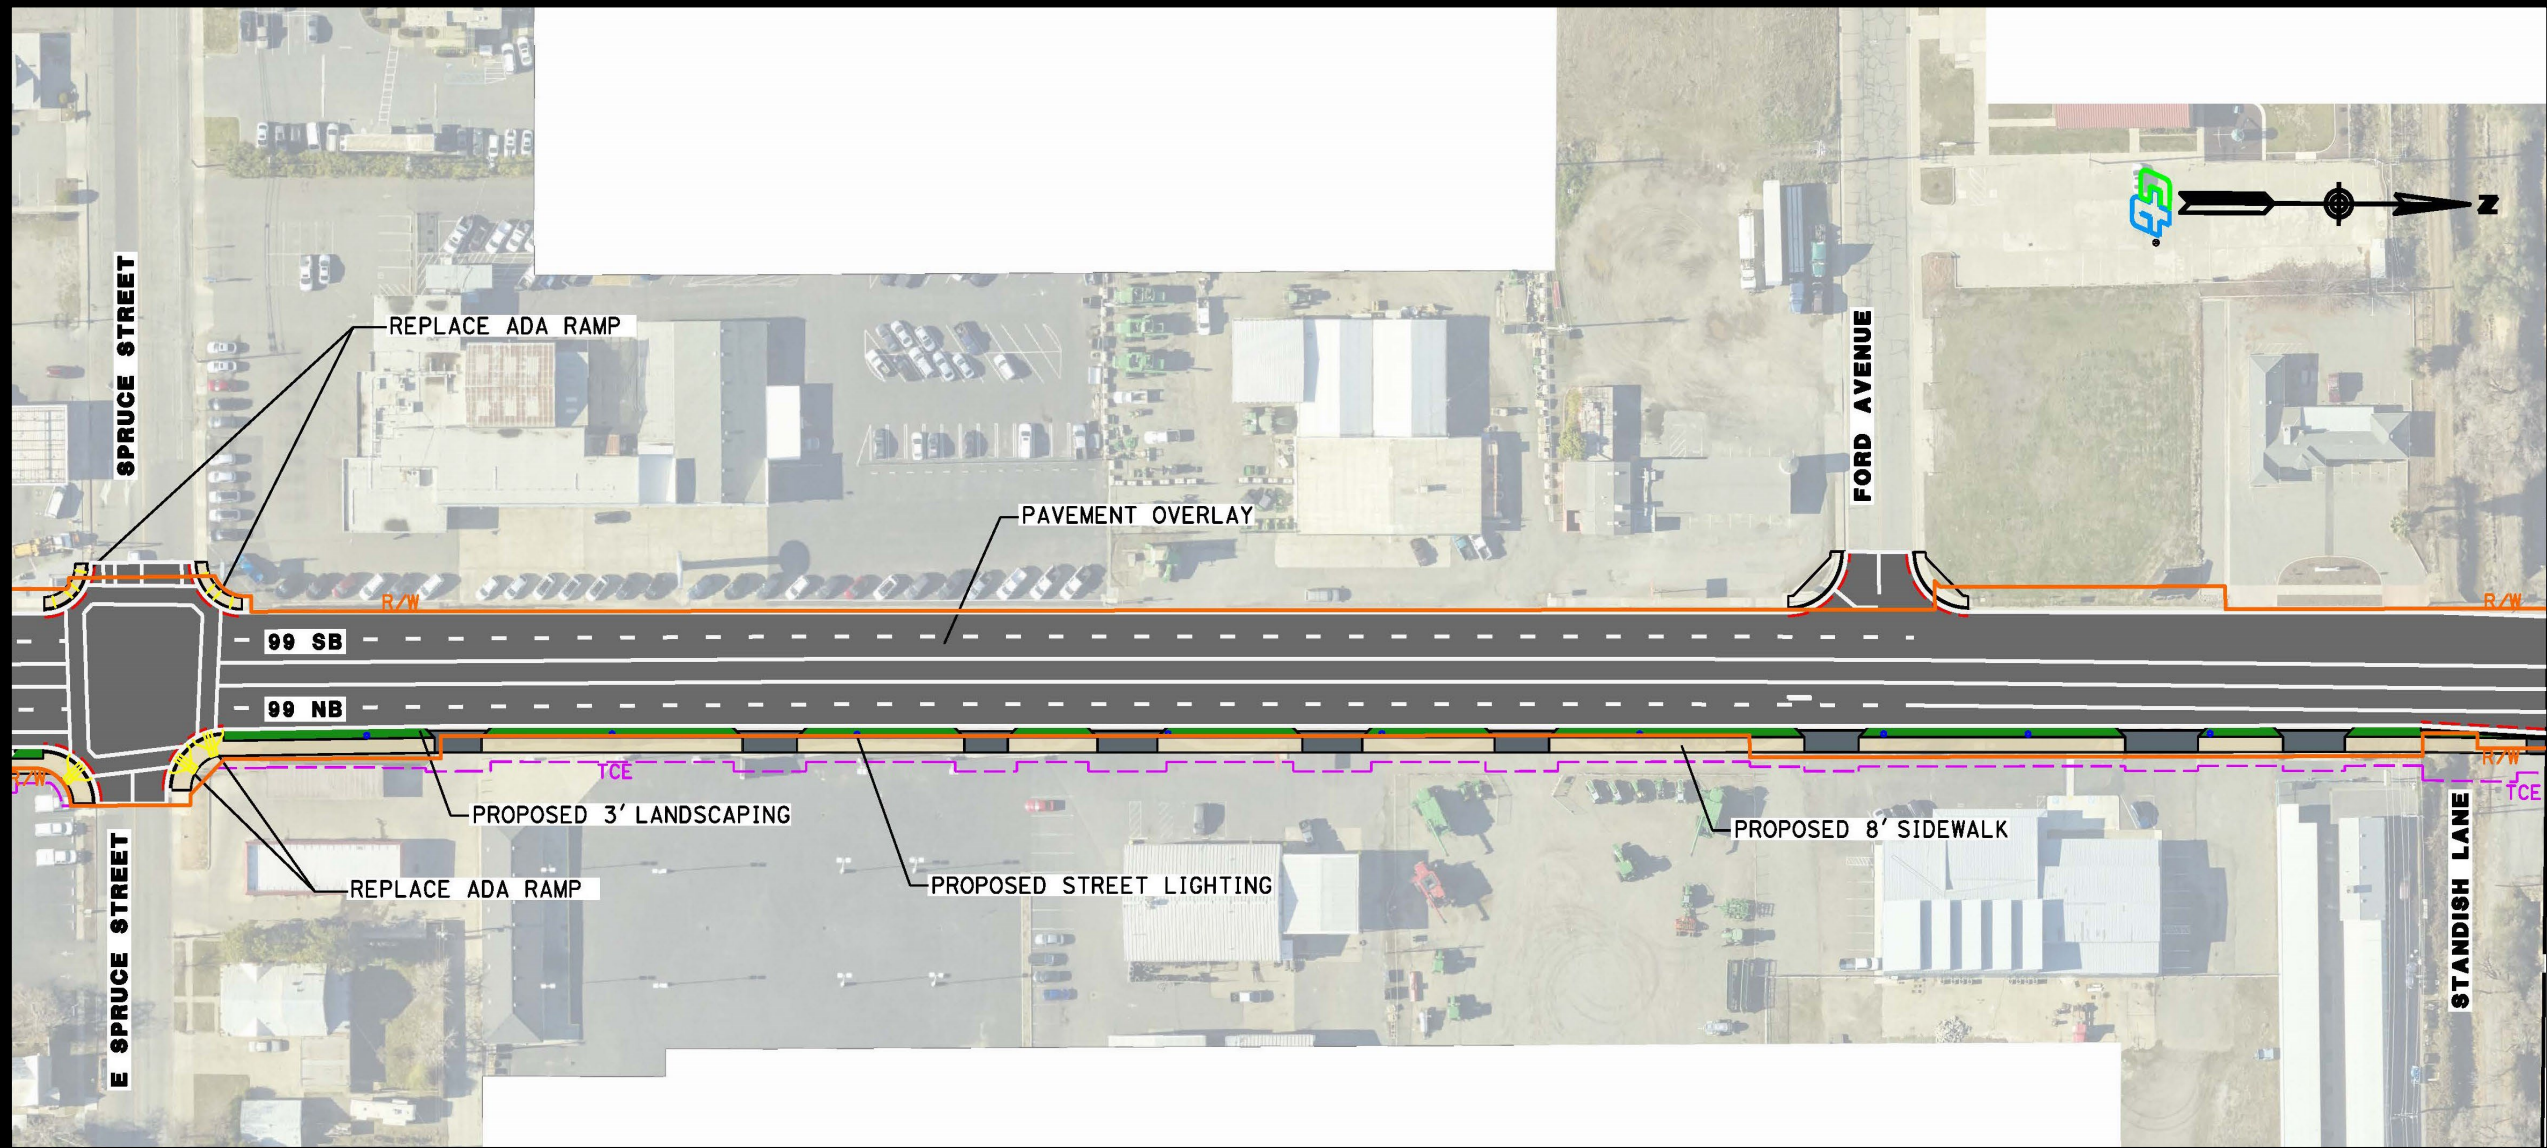 SPRUCE STREET
REPLACE ADA RAMP
PAVEMENT OVERLAY
FORD AVENUE
N
R/W
R/W
99 SB
99 NB
R/W
R/W
TCE
TCE
PROPOSED 3' LANDSCAPING
PROPOSED 8' SIDEWALK
REPLACE ADA RAMP
PROPOSED STREET LIGHTING
E SPRUCE STREET
STANDISH LANE